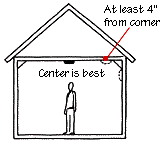 At least 4"
from corner
Center is best